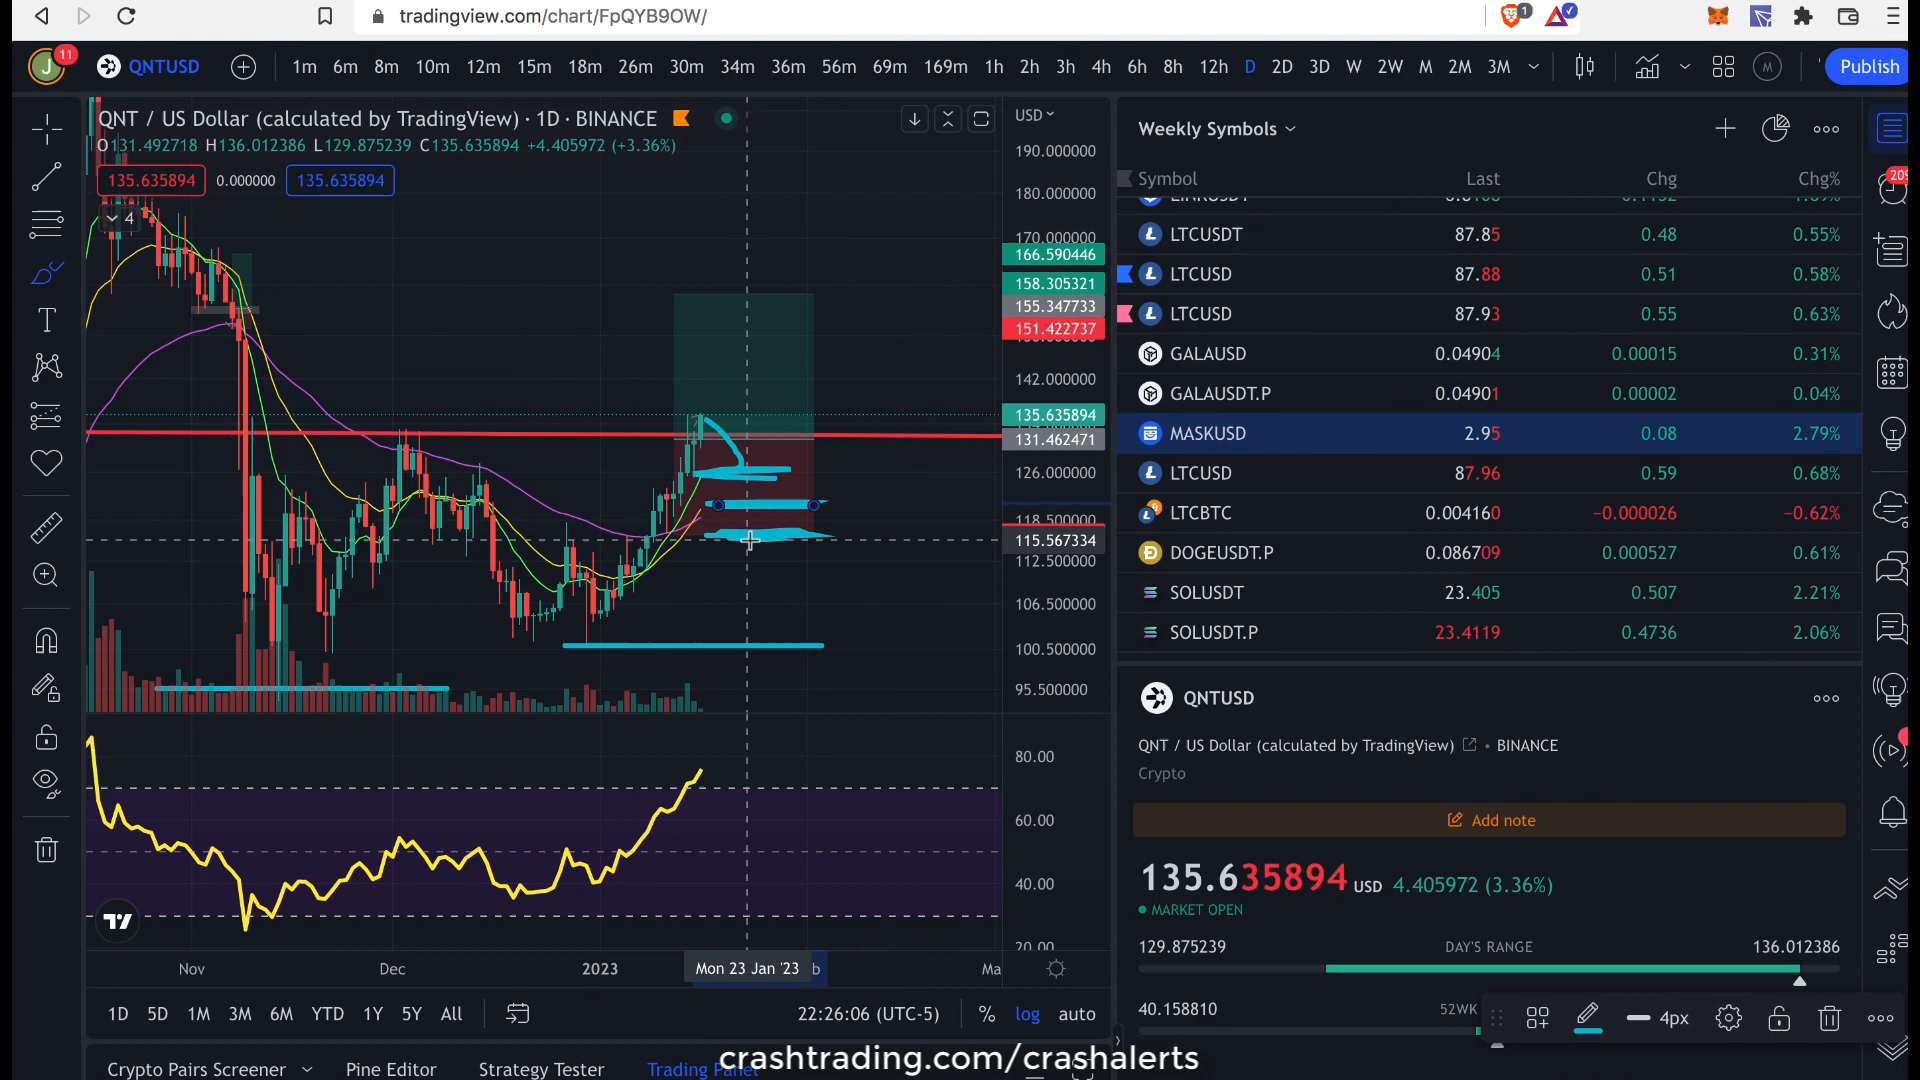 tradingview.com/chart/FpQYB9OW/
1
J
11
QNTUSD
1m 6m 8m 10m 12m 15m 18m 26m 30m 34m 36m 56m 69m 169m 1h 2h 3h 4h 6h 8h 12h D 2D 3D W 2W M 2M 3M
M
Publish
QNT / US Dollar (calculated by TradingView) · 1D · BINANCE
O131.492718 H136.012386 L129.875239 C135.635894 +4.405972 (+3.36%)
135.635894 0.000000 135.635894
4
USD
190.000000
180.000000
170.000000
166.590446
158.305321
155.347733
151.422737
142.000000
135.635894
131.462471
126.000000
118.500000
115.567334
112.500000
106.500000
100.500000
95.500000
80.00
60.00
40.00
20.00
Nov Dec 2023 Mon 23 Jan '23 b Ma
1D 5D 1M 3M 6M YTD 1Y 5Y All
22:26:06 (UTC-5) % log auto
Crypto Pairs Screener Pine Editor Strategy Tester Trading Panel
crashtrading.com/crashalerts
Weekly Symbols
Symbol Last Chg Chg%
LTCUSDT 87.85 0.48 0.55%
LTCUSD 87.88 0.51 0.58%
LTCUSD 87.93 0.55 0.63%
GALAUSD 0.04904 0.00015 0.31%
GALAUSDT.P 0.04901 0.00002 0.04%
MASKUSD 2.95 0.08 2.79%
LTCUSD 87.96 0.59 0.68%
LTCBTC 0.004160 −0.000026 −0.62%
DOGEUSDT.P 0.086709 0.000527 0.61%
SOLUSDT 23.405 0.507 2.21%
SOLUSDT.P 23.4119 0.4736 2.06%
QNTUSD
QNT / US Dollar (calculated by TradingView) • BINANCE
Crypto
Add note
135.635894 USD 4.405972 (3.36%)
MARKET OPEN
129.875239 DAY'S RANGE 136.012386
40.158810 52WK
4px